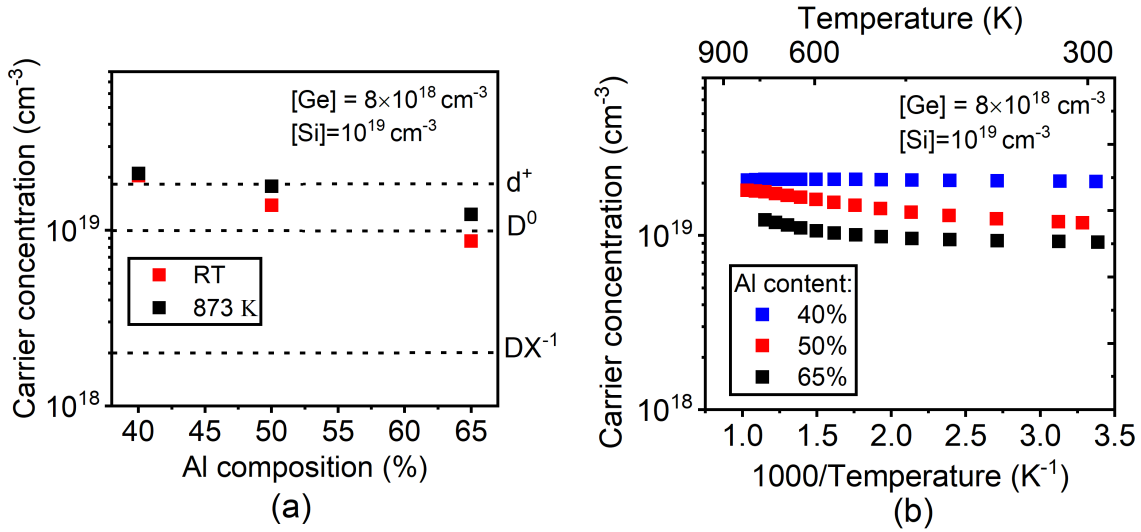 Carrier concentration (cm⁻³)
10¹⁹
10¹⁸
[Ge] = 8×10¹⁸ cm⁻³
[Si]=10¹⁹ cm⁻³
d⁺
D⁰
DX⁻¹
RT
873 K
40 45 50 55 60 65
Al composition (%)
(a)
Temperature (K)
900 600 300
Carrier concentration (cm⁻³)
10¹⁹
10¹⁸
[Ge] = 8×10¹⁸ cm⁻³
[Si]=10¹⁹ cm⁻³
Al content:
40%
50%
65%
1.0 1.5 2.0 2.5 3.0 3.5
1000/Temperature (K⁻¹)
(b)